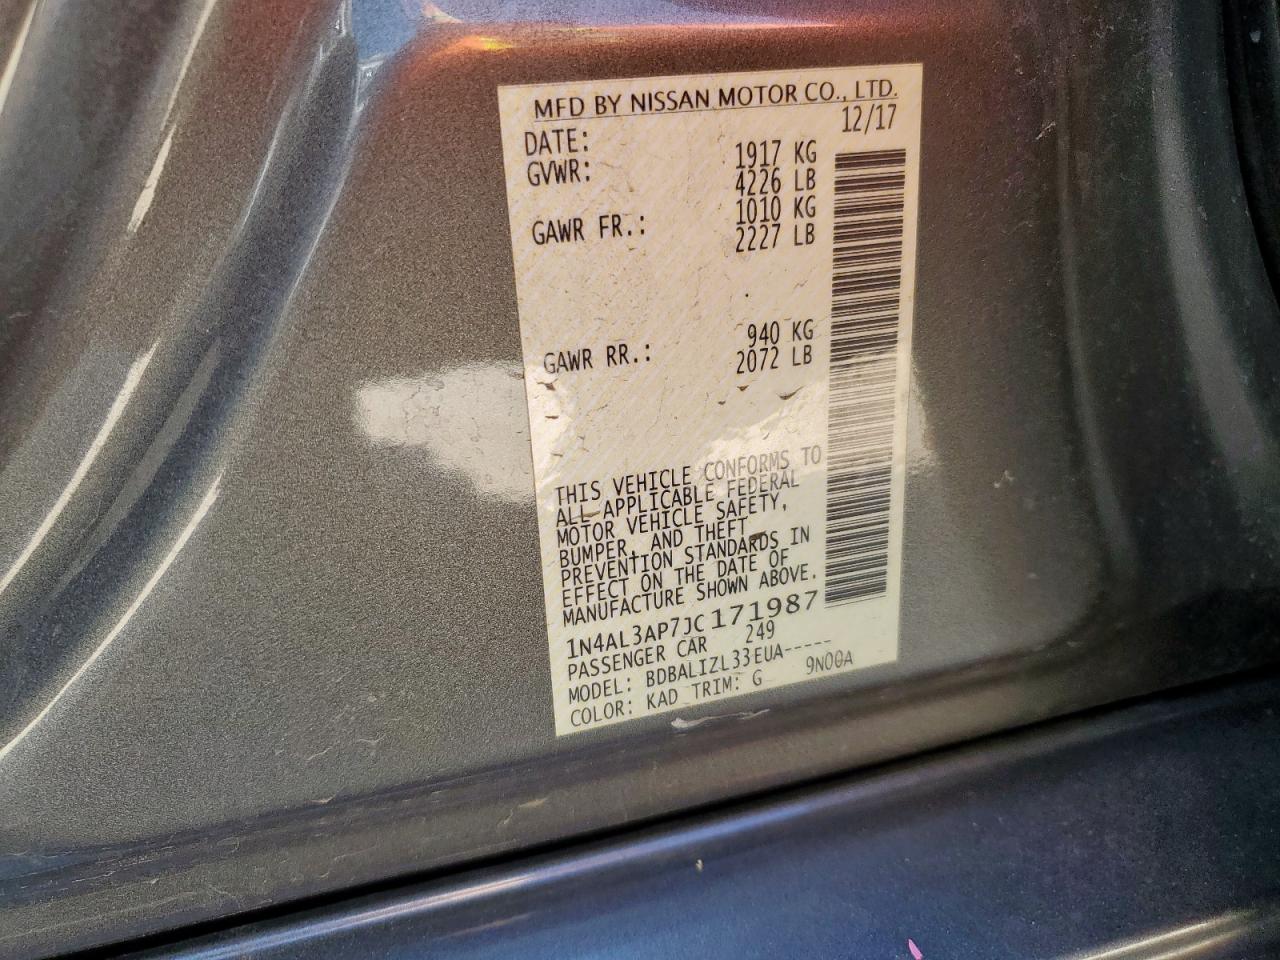 MFD BY NISSAN MOTOR CO., LTD.
DATE: 12/17
GVWR: 1917 KG
4226 LB
GAWR FR.: 1010 KG
2227 LB
GAWR RR.: 940 KG
2072 LB
THIS VEHICLE CONFORMS TO
ALL APPLICABLE FEDERAL
MOTOR VEHICLE SAFETY,
BUMPER, AND THEFT
PREVENTION STANDARDS IN
EFFECT ON THE DATE OF
MANUFACTURE SHOWN ABOVE.
1N4AL3AP7JC171987
PASSENGER CAR 249
MODEL: BDBALIZL33EUA-----
COLOR: KAD TRIM: G 9N00A